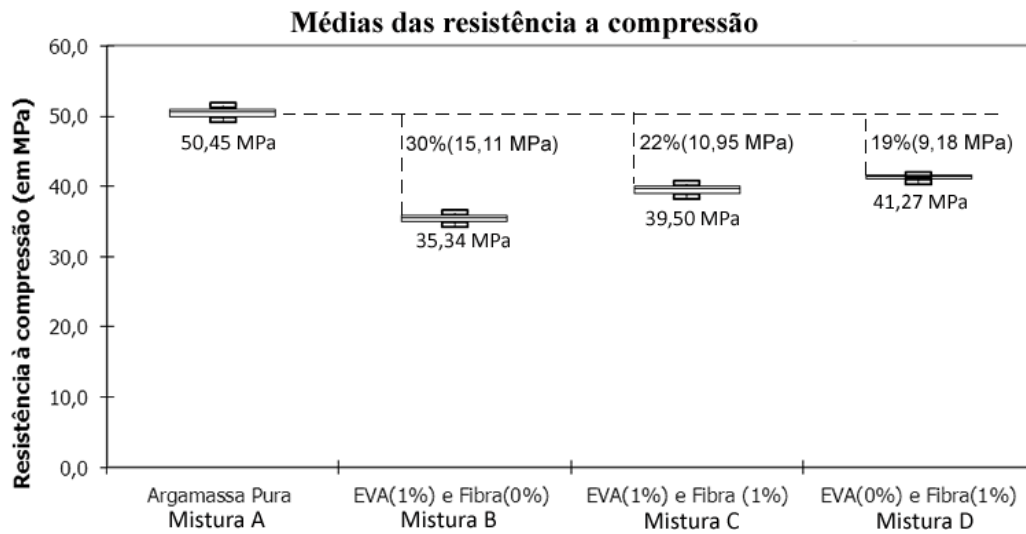 Médias das resistência a compressão
Resistência à compressão (em MPa)
60,0
50,0
40,0
30,0
20,0
10,0
0,0
50,45 MPa
30%(15,11 MPa)
22%(10,95 MPa)
19%(9,18 MPa)
35,34 MPa
39,50 MPa
41,27 MPa
Argamassa Pura
EVA(1%) e Fibra(0%)
EVA(1%) e Fibra (1%)
EVA(0%) e Fibra(1%)
Mistura A
Mistura B
Mistura C
Mistura D